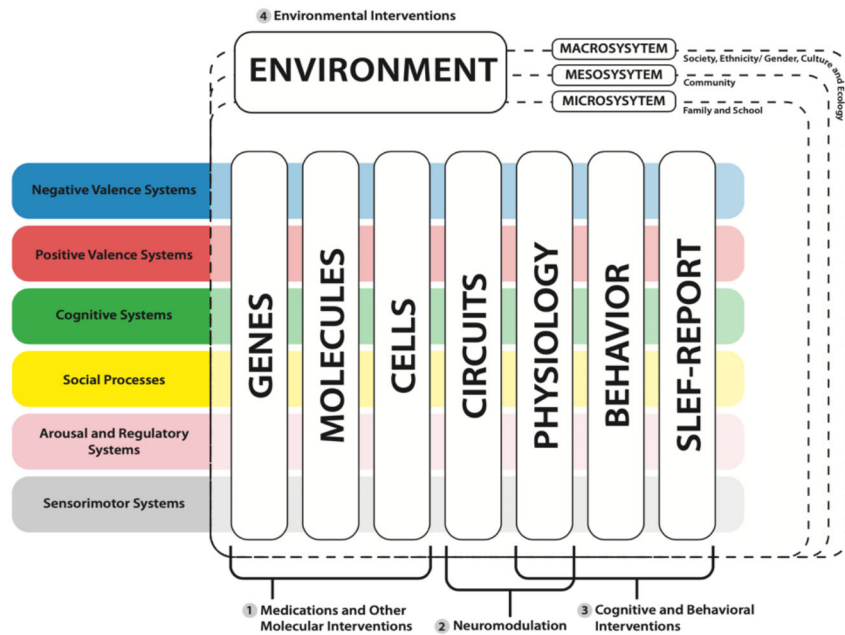 4 Environmental Interventions
ENVIRONMENT
MACROSYSYTEM
Society, Ethnicity/ Gender, Culture and Ecology
MESOSYSYTEM
Community
MICROSYSYTEM
Family and School
Negative Valence Systems
Positive Valence Systems
Cognitive Systems
Social Processes
Arousal and Regulatory
Systems
Sensorimotor Systems
GENES
MOLECULES
CELLS
CIRCUITS
PHYSIOLOGY
BEHAVIOR
SLEF-REPORT
1 Medications and Other
Molecular Interventions
2 Neuromodulation
3 Cognitive and Behavioral
Interventions